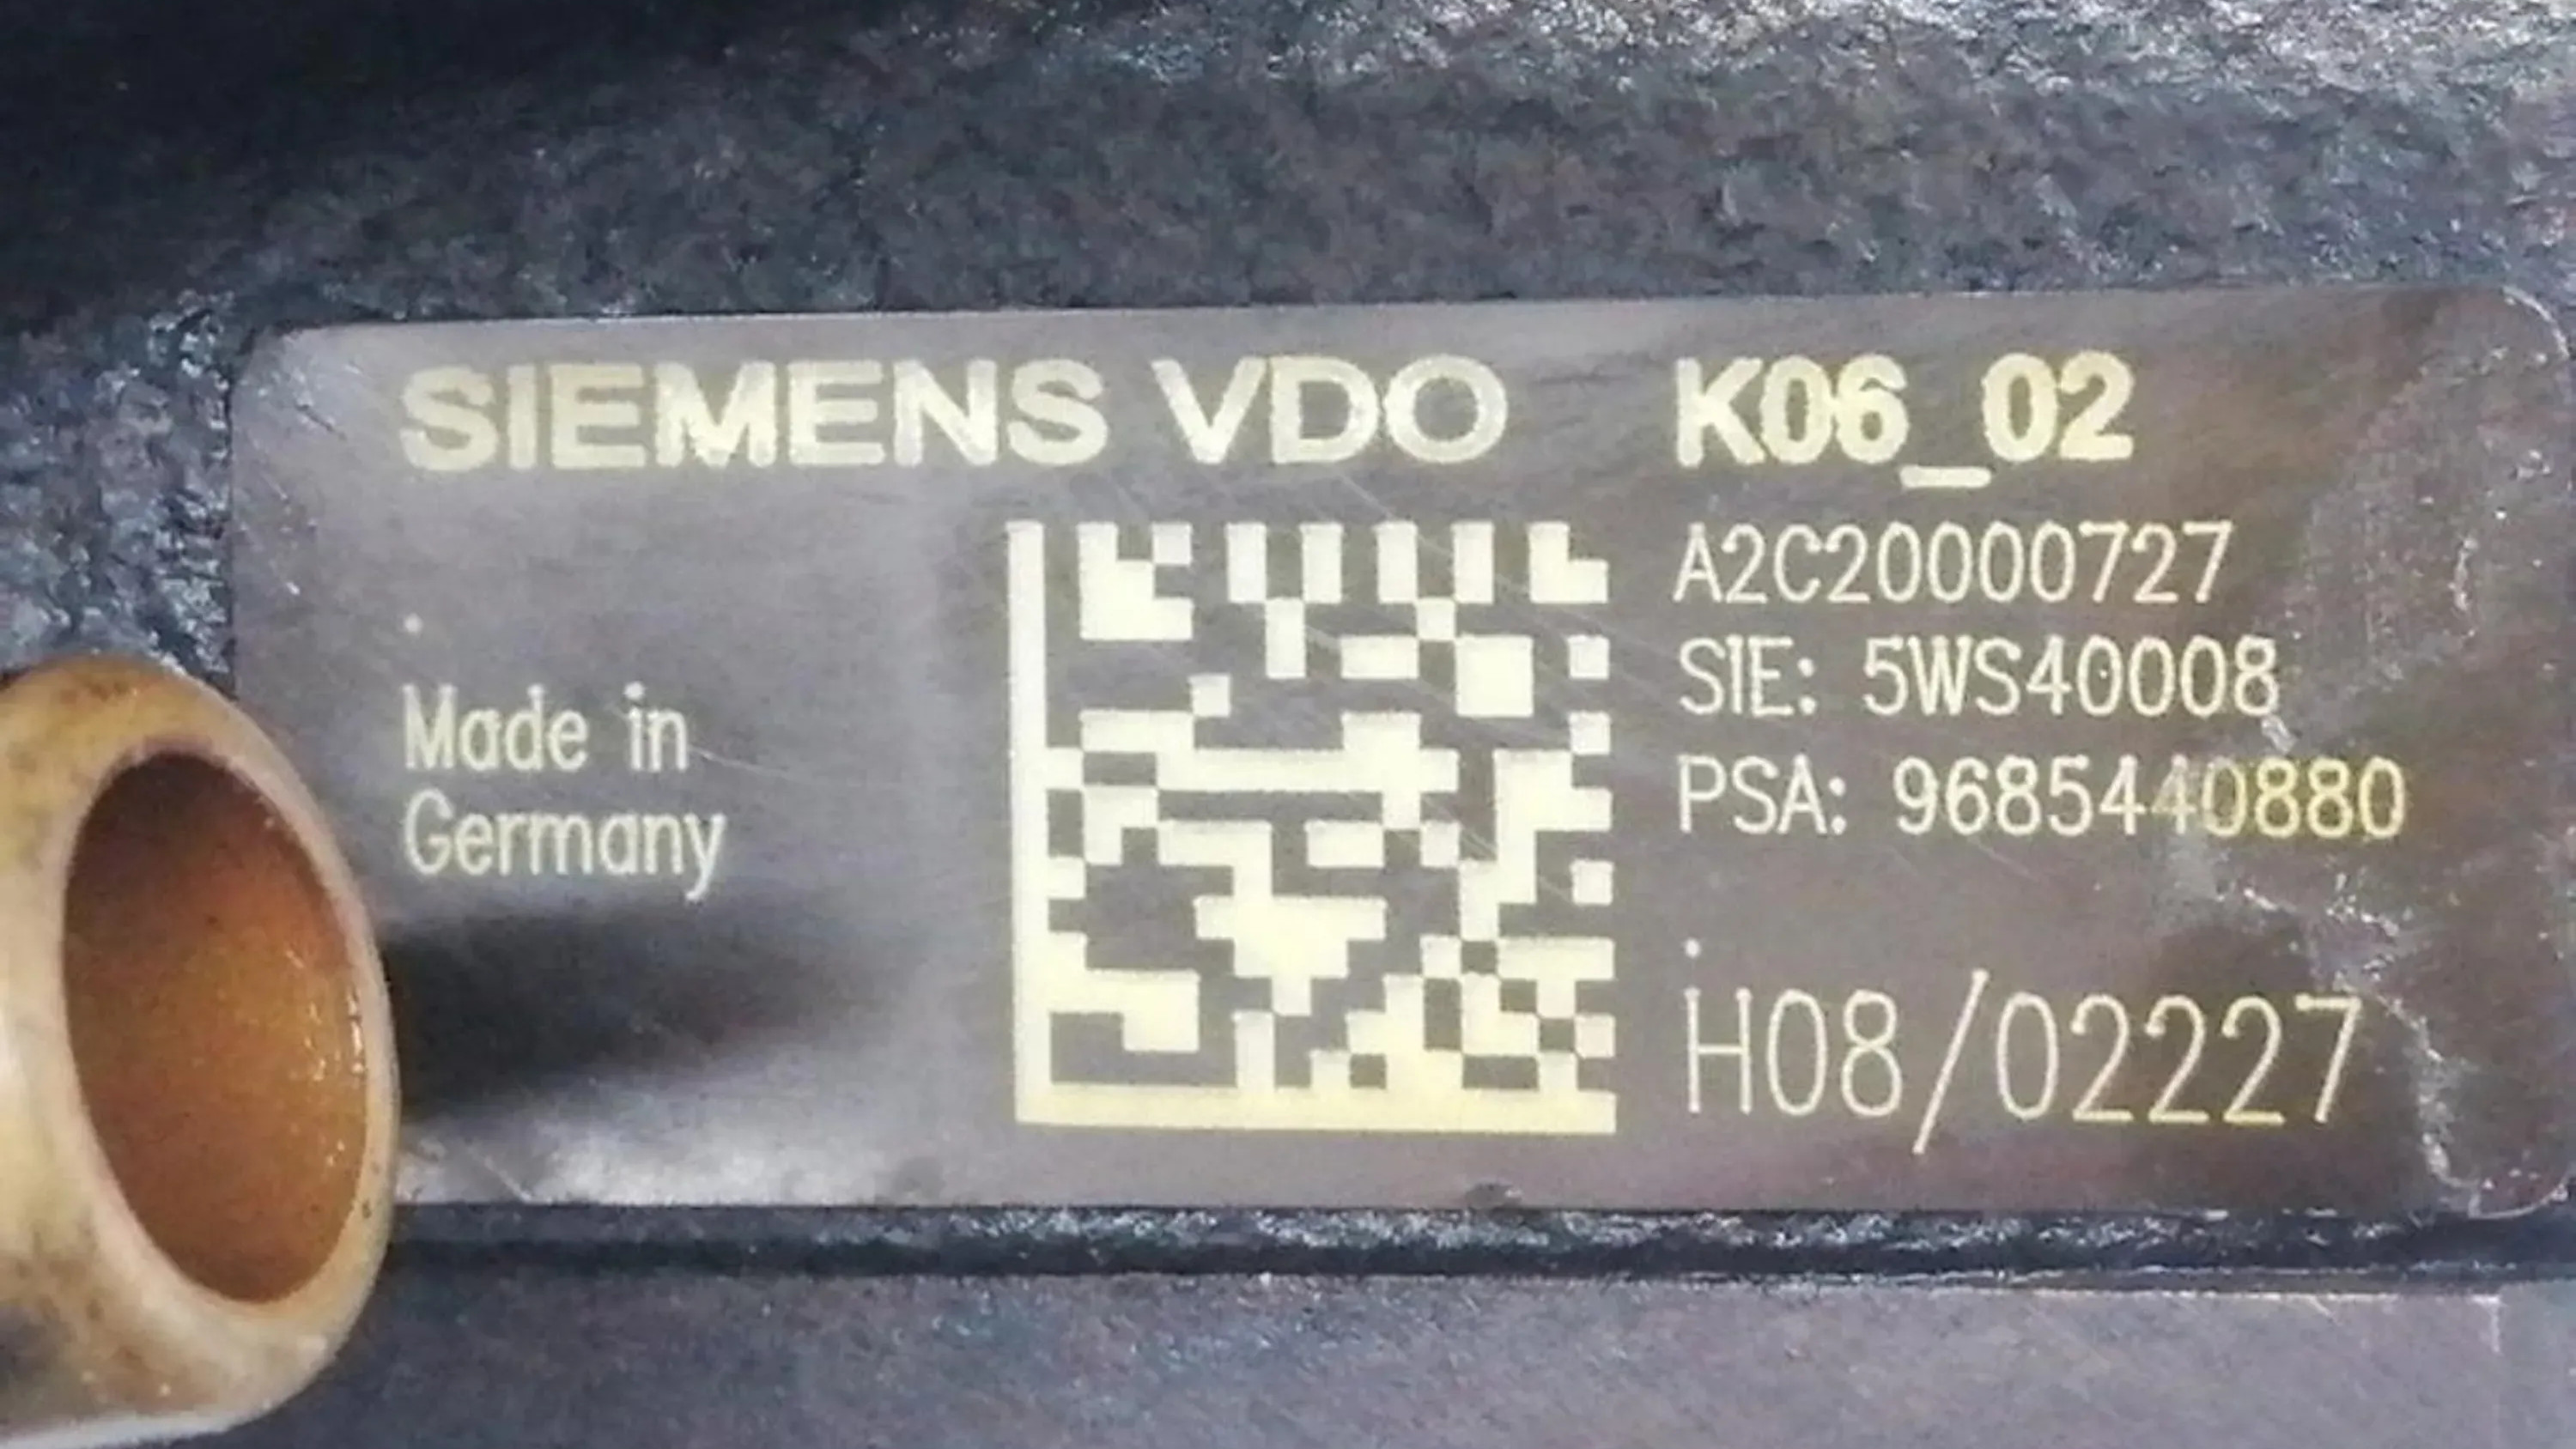 SIEMENS VDO K06_02
A2C20000727
SIE: 5WS40008
Made in
PSA: 9685440880
Germany
H08/02227